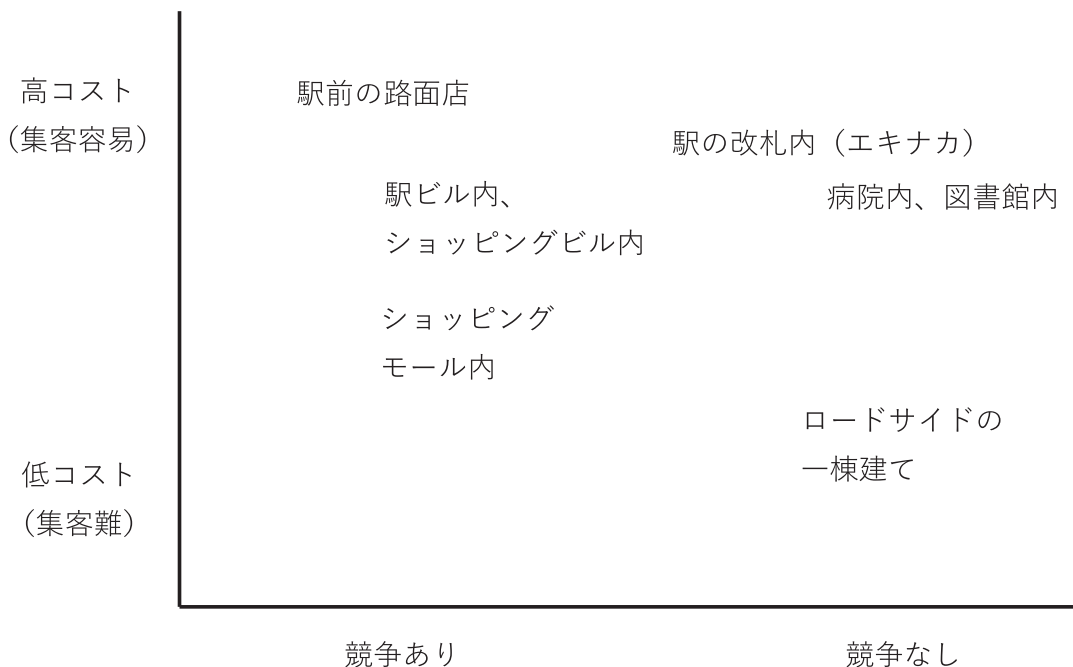 高コスト
(集客容易)
駅前の路面店
駅の改札内（エキナカ）
駅ビル内、
ショッピングビル内
病院内、図書館内
ショッピング
モール内
ロードサイドの
一棟建て
低コスト
(集客難)
競争あり
競争なし